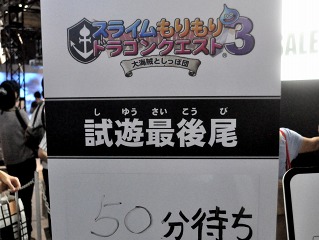 スライムもりもり
ドラゴンクエスト3
大海賊としっぽ団
しゆうさいこうび
試遊最後尾
50分待ち
SALE